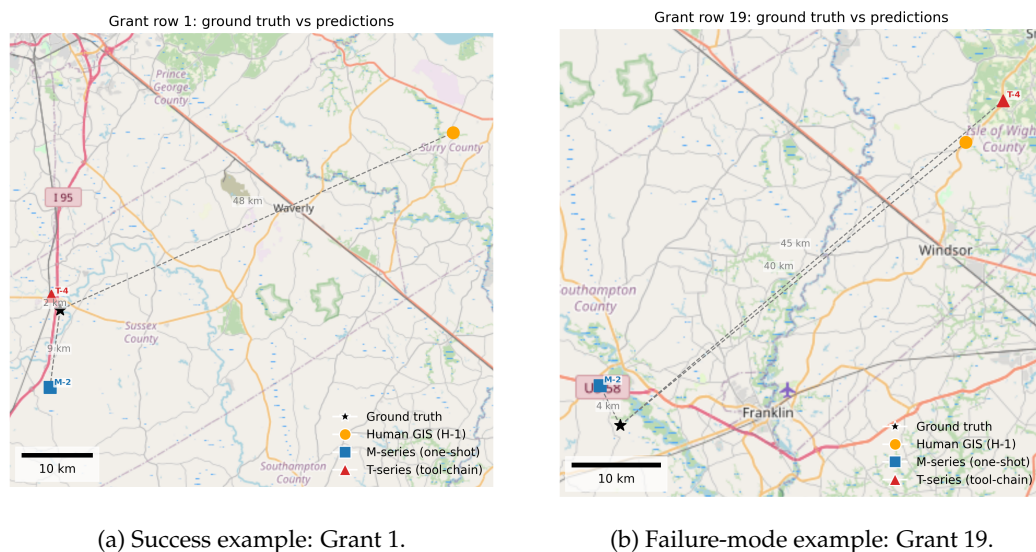 Grant row 1: ground truth vs predictions
Prince
George
County
Surry County
I 95
48 km
Waverly
T-4
2 km
Sussex
County
9 km
M-2
Ground truth
Human GIS (H-1)
M-series (one-shot)
T-series (tool-chain)
10 km
Southampton
County
(a) Success example: Grant 1.
Grant row 19: ground truth vs predictions
T-4
Isle of Wigh
County
45 km
Windsor
40 km
outhampton
County
M-2
4 km
Franklin
Ground truth
Human GIS (H-1)
M-series (one-shot)
T-series (tool-chain)
10 km
(b) Failure-mode example: Grant 19.